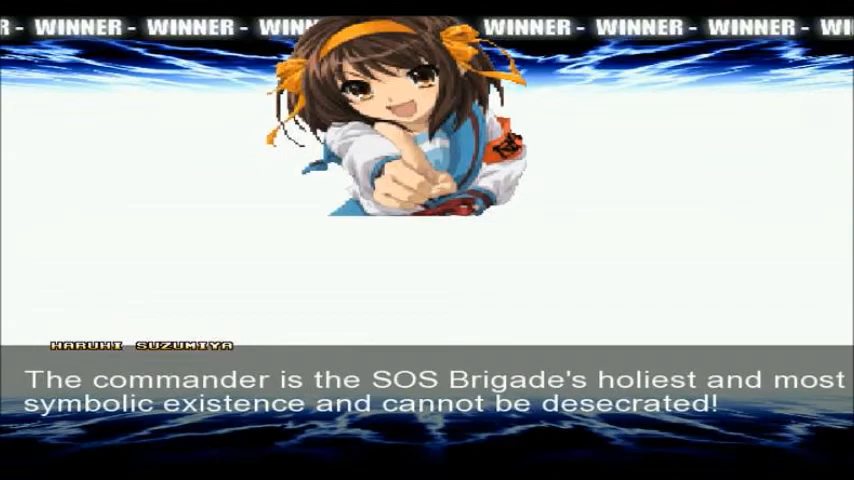 R - WINNER - WINNER - WINN WINNER - WINNER - WINNER - WI
HARUHI SUZUMIYA
The commander is the SOS Brigade's holiest and most
symbolic existence and cannot be desecrated!